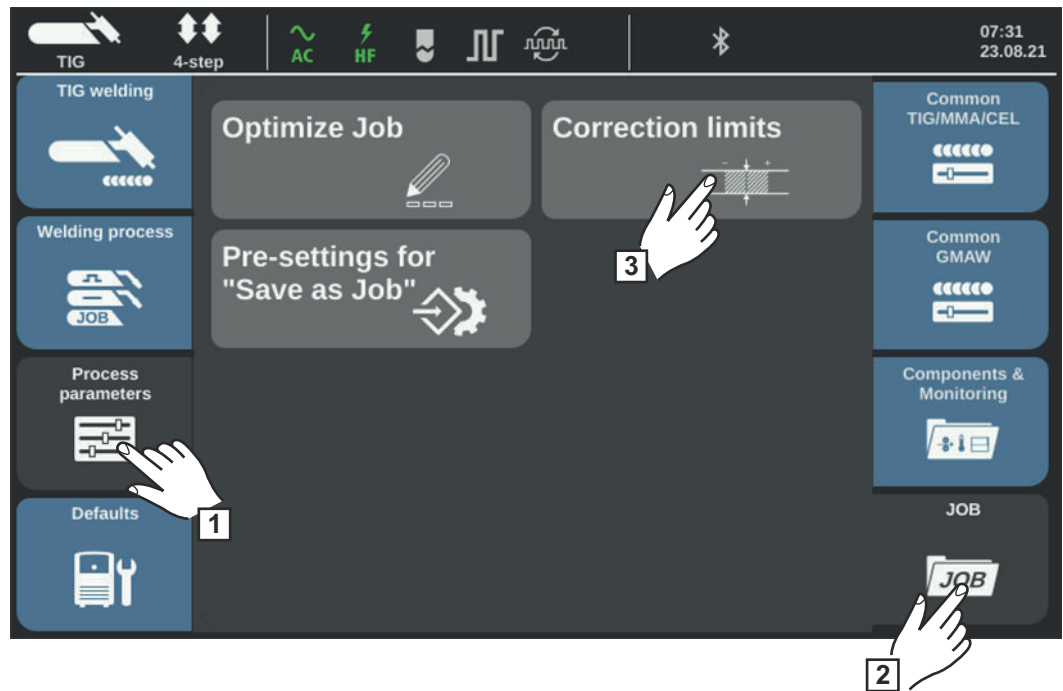 TIG
4-step
AC
HF
07:31
23.08.21
TIG welding
Welding process
JOB
Process
parameters
1
Defaults
Optimize Job
Correction limits
- +
3
Pre-settings for
"Save as Job"
Common
TIG/MMA/CEL
Common
GMAW
Components &
Monitoring
JOB
JOB
2